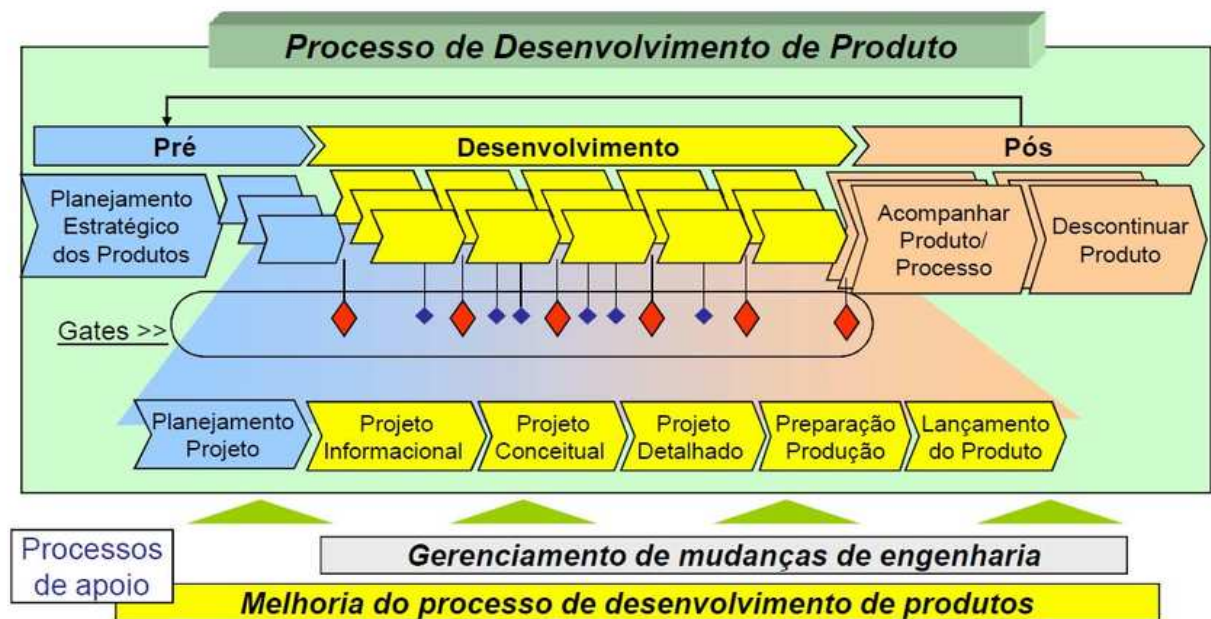 Processo de Desenvolvimento de Produto
Pré
Desenvolvimento
Pós
Planejamento
Estratégico
dos Produtos
Acompanhar
Produto/
Processo
Descontinuar
Produto
Gates >>
Planejamento
Projeto
Projeto
Informacional
Projeto
Conceitual
Projeto
Detalhado
Preparação
Produção
Lançamento
do Produto
Processos
de apoio
Gerenciamento de mudanças de engenharia
Melhoria do processo de desenvolvimento de produtos